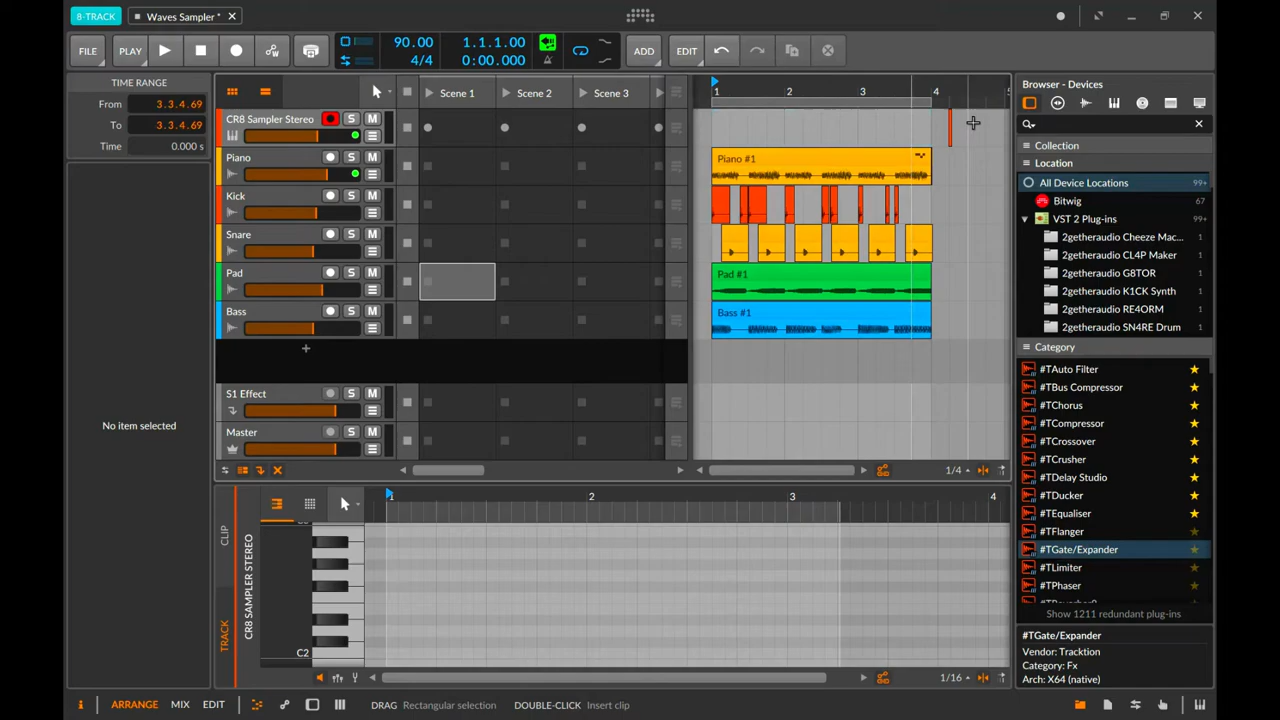 8-TRACK
Waves Sampler *
FILE
PLAY
90.00
4/4
1.1.1.00
0:00.000
ADD
EDIT
TIME RANGE
From 3.3.4.69
To 3.3.4.69
Time 0.000 s
No item selected
Scene 1
Scene 2
Scene 3
1 2 3 4 5
CR8 Sampler Stereo S M
Piano S M
Kick S M
Snare S M
Pad S M
Bass S M
+
S1 Effect S M
Master S M
Piano #1
Pad #1
Bass #1
1/4
Browser - Devices
Collection
Location
All Device Locations 99+
Bitwig 67
VST 2 Plug-ins 99+
2getheraudio Cheeze Mac... 1
2getheraudio CL4P Maker 1
2getheraudio G8TOR 1
2getheraudio K1CK Synth 1
2getheraudio RE4ORM 1
2getheraudio SN4RE Drum 1
Category
#TAuto Filter
#TBus Compressor
#TChorus
#TCompressor
#TCrossover
#TCrusher
#TDelay Studio
#TDucker
#TEqualiser
#TFlanger
#TGate/Expander
#TLimiter
#TPhaser
Show 1211 redundant plug-ins
#TGate/Expander
Vendor: Tracktion
Category: Fx
Arch: X64 (native)
CLIP
TRACK
CR8 SAMPLER STEREO
1 2 3 4
C2
1/16
ARRANGE
MIX
EDIT
DRAG Rectangular selection
DOUBLE-CLICK Insert clip